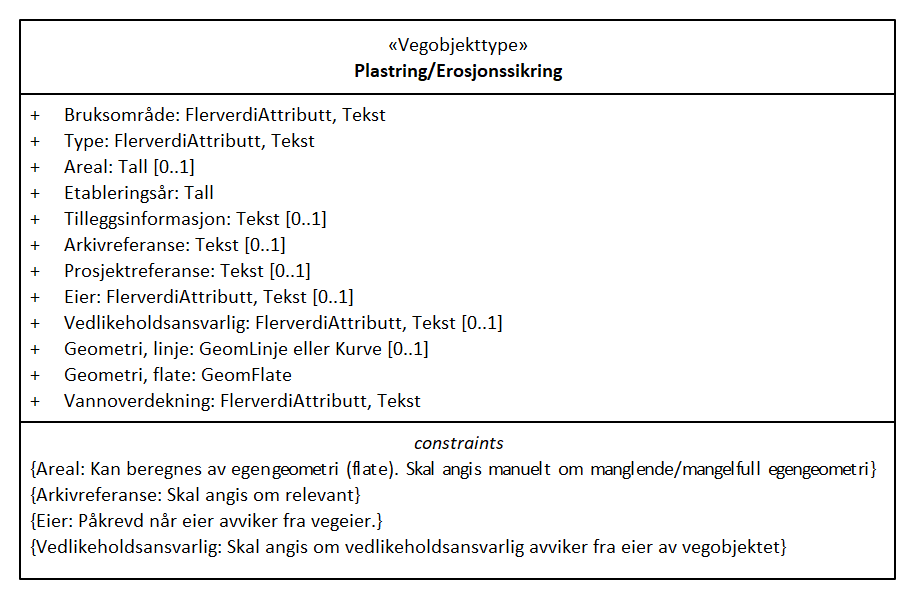 «Vegobjekttype»
Plastring/Erosjonssikring
+ Bruksområde: FlerverdiAttributt, Tekst
+ Type: FlerverdiAttributt, Tekst
+ Areal: Tall [0..1]
+ Etableringsår: Tall
+ Tilleggsinformasjon: Tekst [0..1]
+ Arkivreferanse: Tekst [0..1]
+ Prosjektreferanse: Tekst [0..1]
+ Eier: FlerverdiAttributt, Tekst [0..1]
+ Vedlikeholdsansvarlig: FlerverdiAttributt, Tekst [0..1]
+ Geometri, linje: GeomLinje eller Kurve [0..1]
+ Geometri, flate: GeomFlate
+ Vannoverdekning: FlerverdiAttributt, Tekst
constraints
{Areal: Kan beregnes av egengeometri (flate). Skal angis manuelt om manglende/mangelfull egengeometri}
{Arkivreferanse: Skal angis om relevant}
{Eier: Påkrevd når eier avviker fra vegeier.}
{Vedlikeholdsansvarlig: Skal angis om vedlikeholdsansvarlig avviker fra eier av vegobjektet}